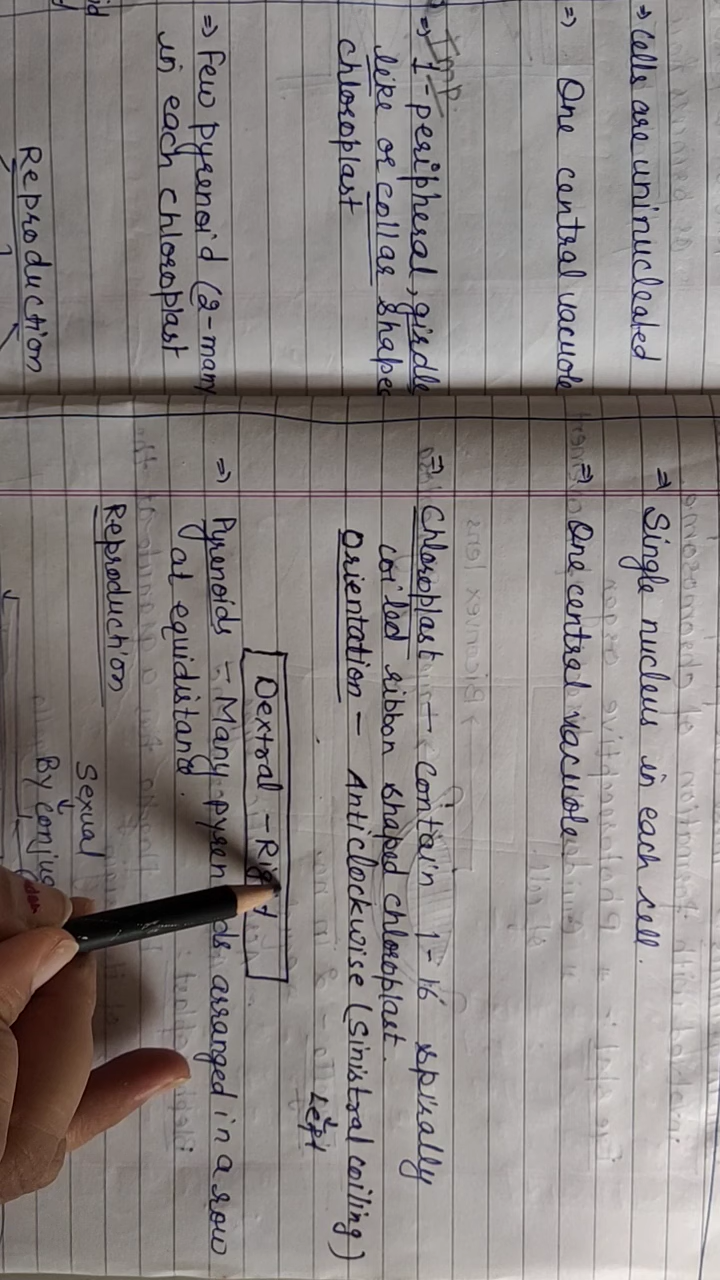 ⇒ Cells are uninucleated
⇒ One central vacuole
Imp.
⇒ 1 - peripheral, girdle
like or collar shaped
chloroplast
⇒ Few pyrenoid (2-many
in each chloroplast
Reproduction
⇒ Single nucleus in each cell.
⇒ One central vacuole
⇒ Chloroplast - Contain 1-16 spirally
coiled ribbon shaped chloroplast.
Orientation - Anticlockwise (Sinistral coiling)
Left
Dextral - Right
⇒ Pyrenoids - Many pyrenoids arranged in a row
at equidistand.
Reproduction
Sexual
By